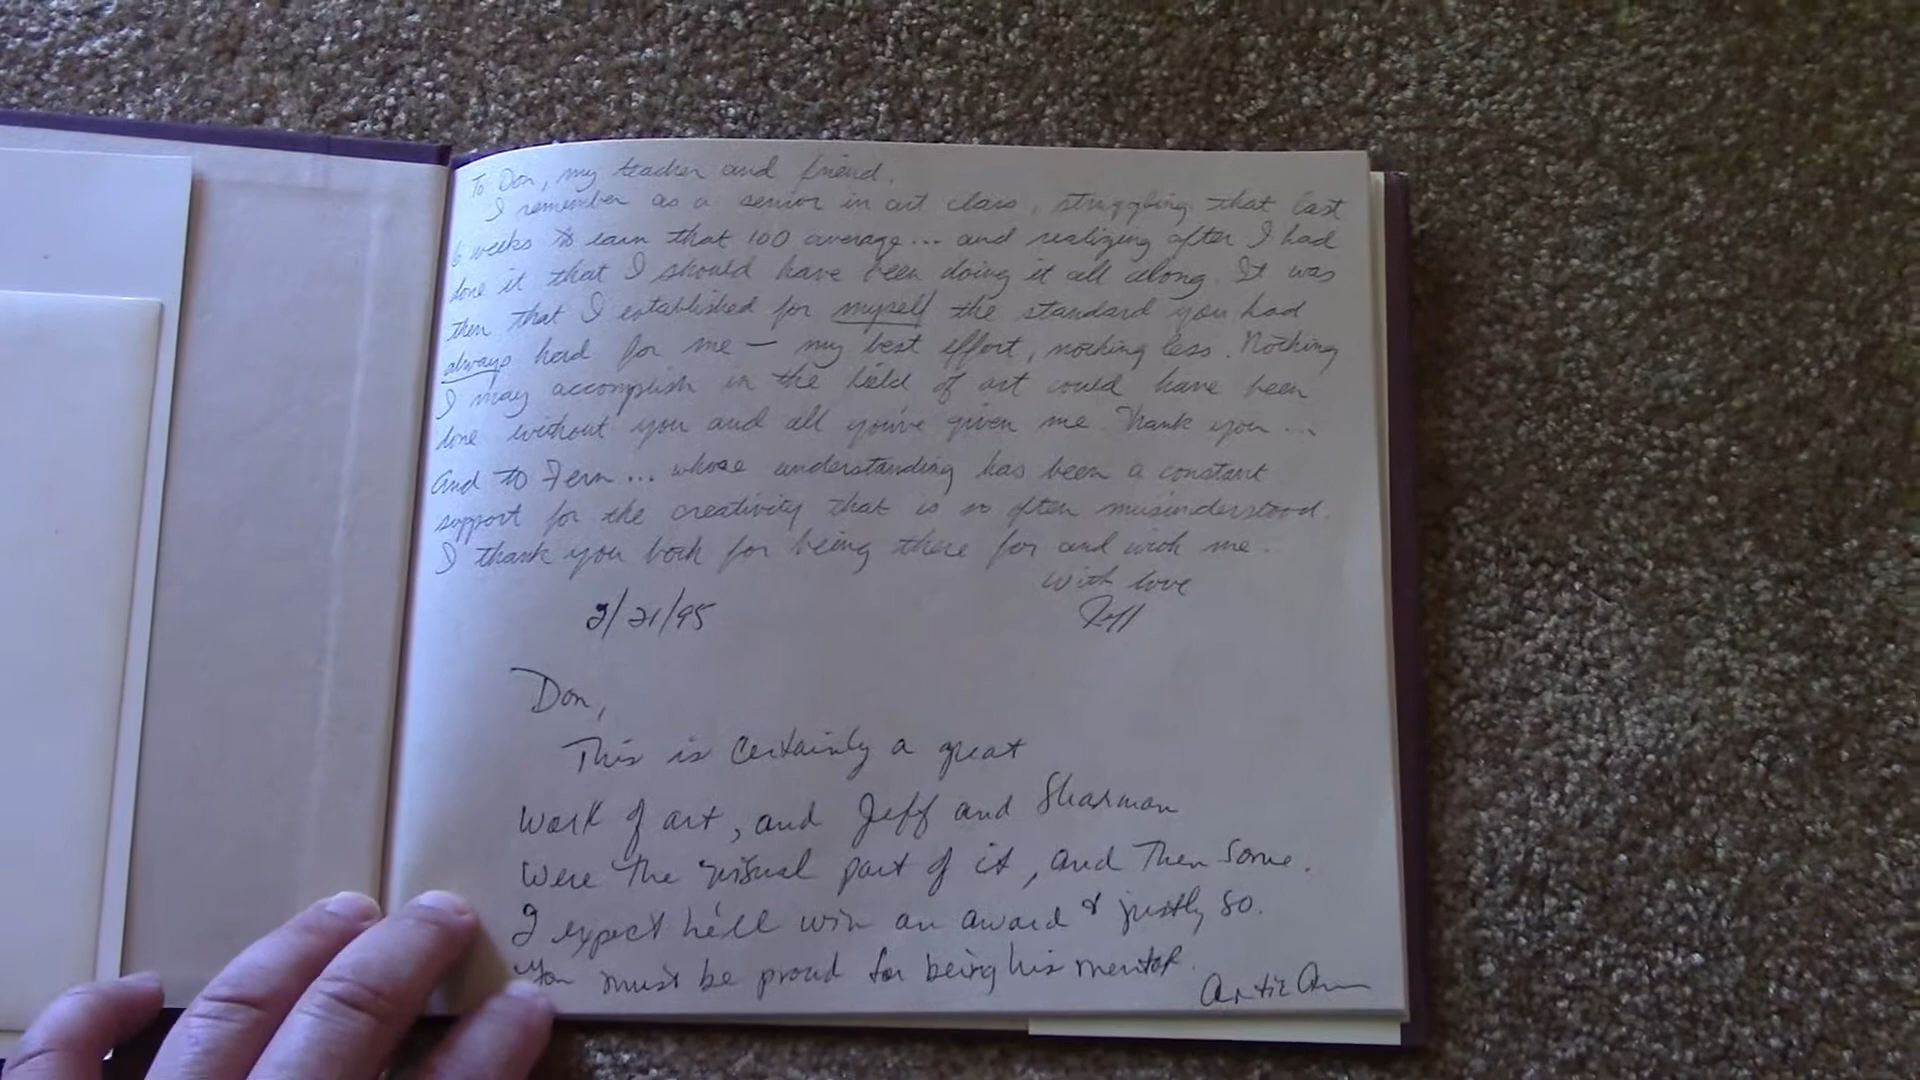 To Don, my teacher and friend.
I remember as a senior in art class, struggling that last
6 weeks to earn that 100 average... and realizing after I had
done it that I should have been doing it all along. It was
then that I established for myself the standard you had
always held for me — my best effort, nothing less. Nothing
I may accomplish in the field of art could have been
done without you and all you've given me. Thank you...
And to Fern... whose understanding has been a constant
support for the creativity that is so often misunderstood.
I thank you both for being there for and with me.
With love
2/21/95 Jeff
Don,
This is certainly a great
work of art, and Jeff and Sharman
were the visual part of it, and then some.
I expect he'll win an award & justly so.
You must be proud for being his mentor.